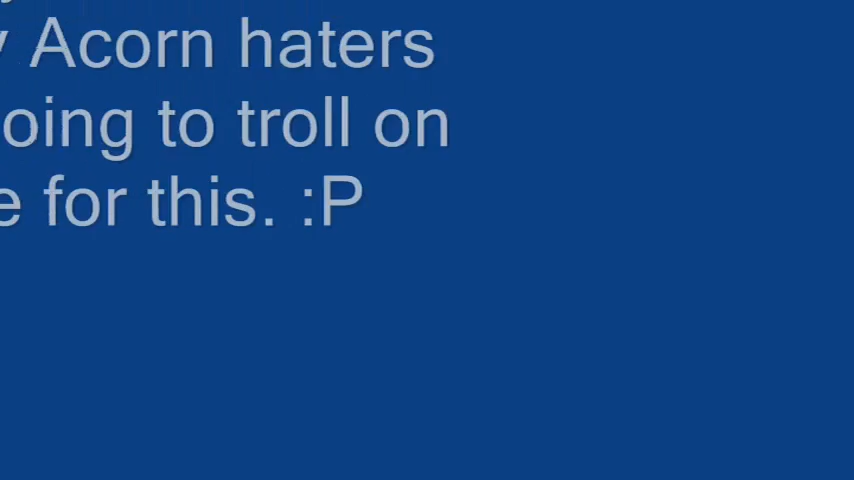 Acorn haters
oing to troll on
e for this. :P